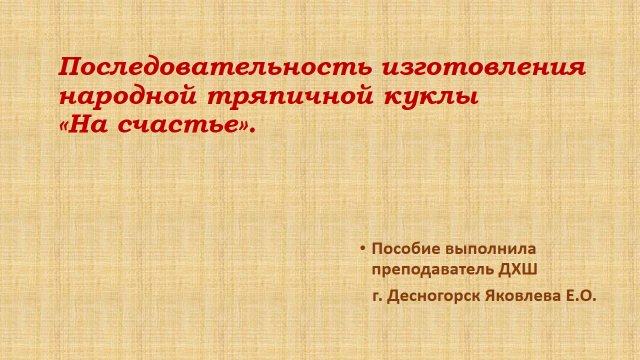 Последовательность изготовления
народной тряпичной куклы
«На счастье».
• Пособие выполнила
преподаватель ДХШ
г. Десногорск Яковлева Е.О.